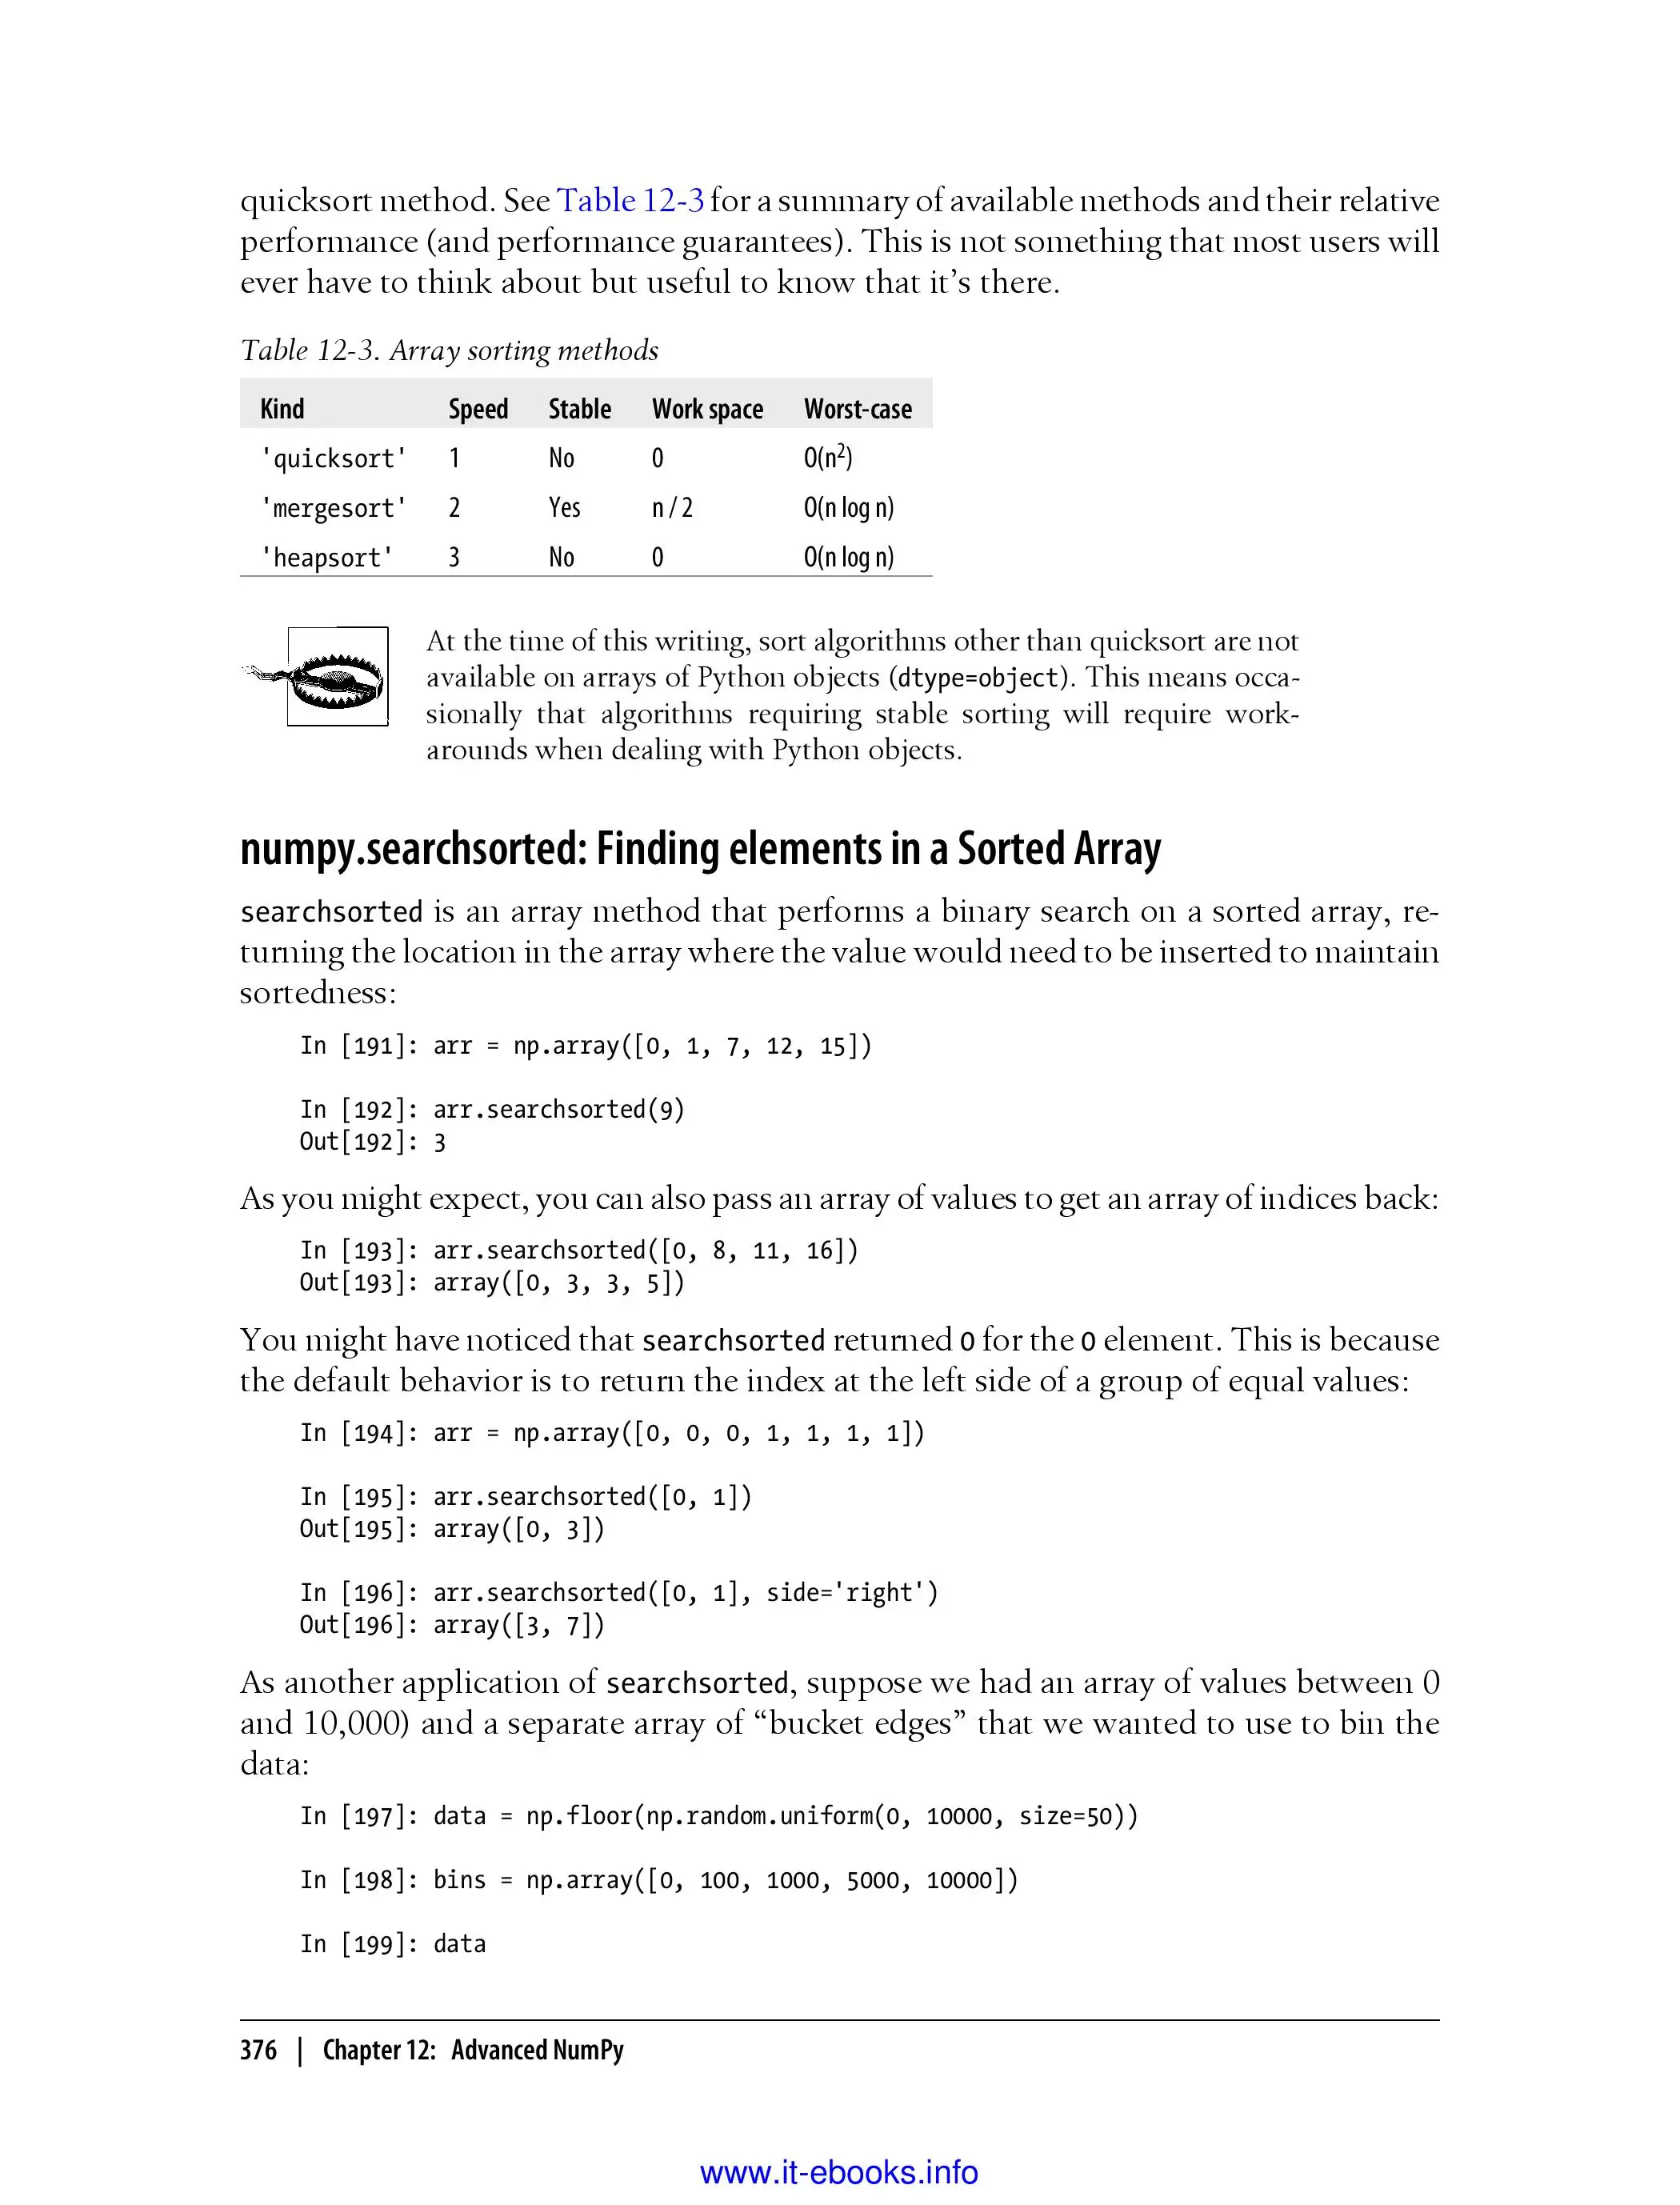 quicksort method. See Table 12-3 for a summary of available methods and their relative
performance (and performance guarantees). This is not something that most users will
ever have to think about but useful to know that it’s there.
Table 12-3. Array sorting methods
Kind Speed Stable Work space Worst-case
'quicksort' 1 No 0 O(n²)
'mergesort' 2 Yes n / 2 O(n log n)
'heapsort' 3 No 0 O(n log n)
At the time of this writing, sort algorithms other than quicksort are not
available on arrays of Python objects (dtype=object). This means occa-
sionally that algorithms requiring stable sorting will require work-
arounds when dealing with Python objects.
numpy.searchsorted: Finding elements in a Sorted Array
searchsorted is an array method that performs a binary search on a sorted array, re-
turning the location in the array where the value would need to be inserted to maintain
sortedness:
In [191]: arr = np.array([0, 1, 7, 12, 15])
In [192]: arr.searchsorted(9)
Out[192]: 3
As you might expect, you can also pass an array of values to get an array of indices back:
In [193]: arr.searchsorted([0, 8, 11, 16])
Out[193]: array([0, 3, 3, 5])
You might have noticed that searchsorted returned 0 for the 0 element. This is because
the default behavior is to return the index at the left side of a group of equal values:
In [194]: arr = np.array([0, 0, 0, 1, 1, 1, 1])
In [195]: arr.searchsorted([0, 1])
Out[195]: array([0, 3])
In [196]: arr.searchsorted([0, 1], side='right')
Out[196]: array([3, 7])
As another application of searchsorted, suppose we had an array of values between 0
and 10,000) and a separate array of “bucket edges” that we wanted to use to bin the
data:
In [197]: data = np.floor(np.random.uniform(0, 10000, size=50))
In [198]: bins = np.array([0, 100, 1000, 5000, 10000])
In [199]: data
376 | Chapter 12: Advanced NumPy
www.it-ebooks.info